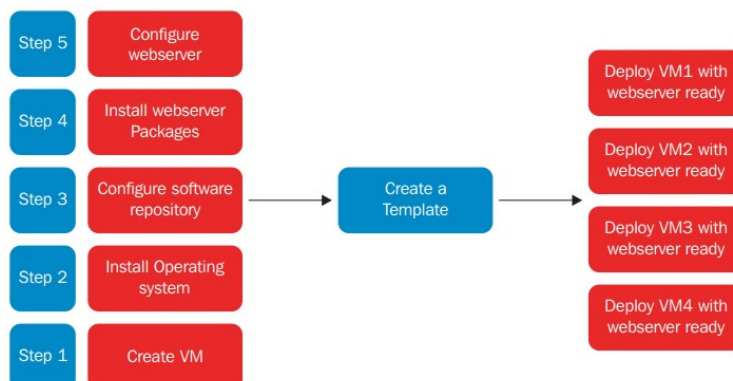 Step 5
Configure
webserver
Step 4
Install webserver
Packages
Step 3
Configure software
repository
Step 2
Install Operating
system
Step 1
Create VM
Create a
Template
Deploy VM1 with
webserver ready
Deploy VM2 with
webserver ready
Deploy VM3 with
webserver ready
Deploy VM4 with
webserver ready